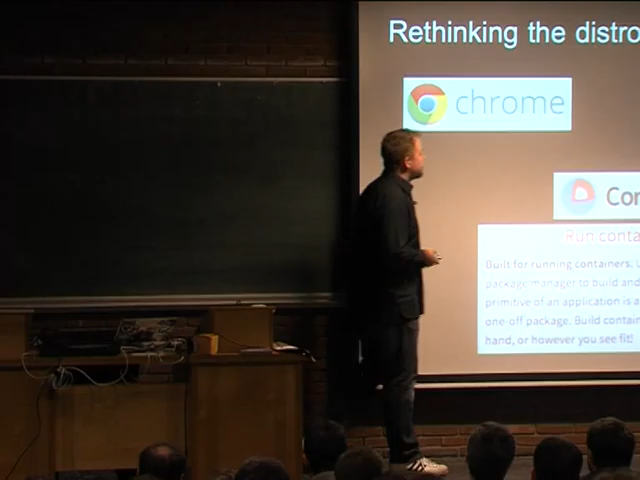 Rethinking the distro
chrome
Run conta
Built for running containers.
package manager to build and
primitive of an application is a
one-off package. Build contain
hand, or however you see fit!